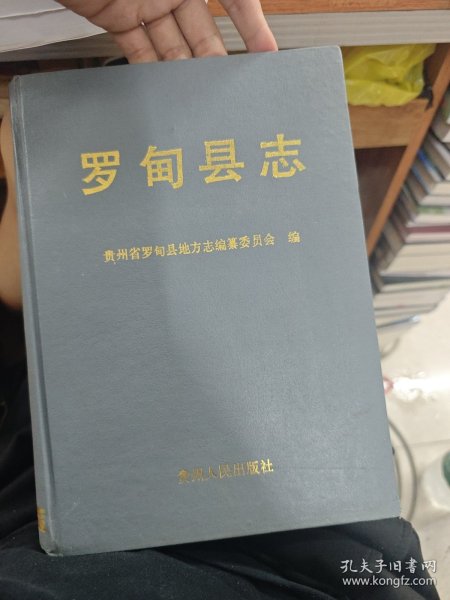 罗甸县志
贵州省罗甸县地方志编纂委员会 编
贵州人民出版社
孔夫子旧书网
www.kongfz.com